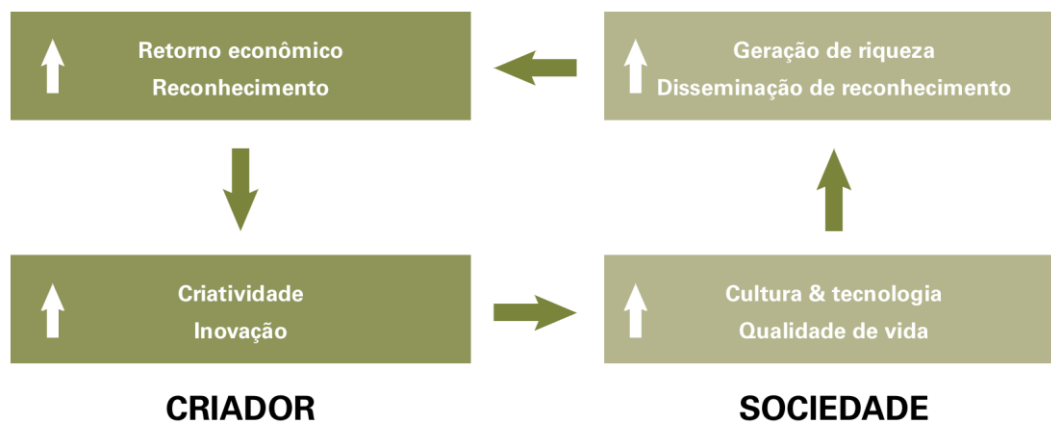 Retorno econômico
Reconhecimento
Geração de riqueza
Disseminação de reconhecimento
Criatividade
Inovação
Cultura & tecnologia
Qualidade de vida
CRIADOR
SOCIEDADE